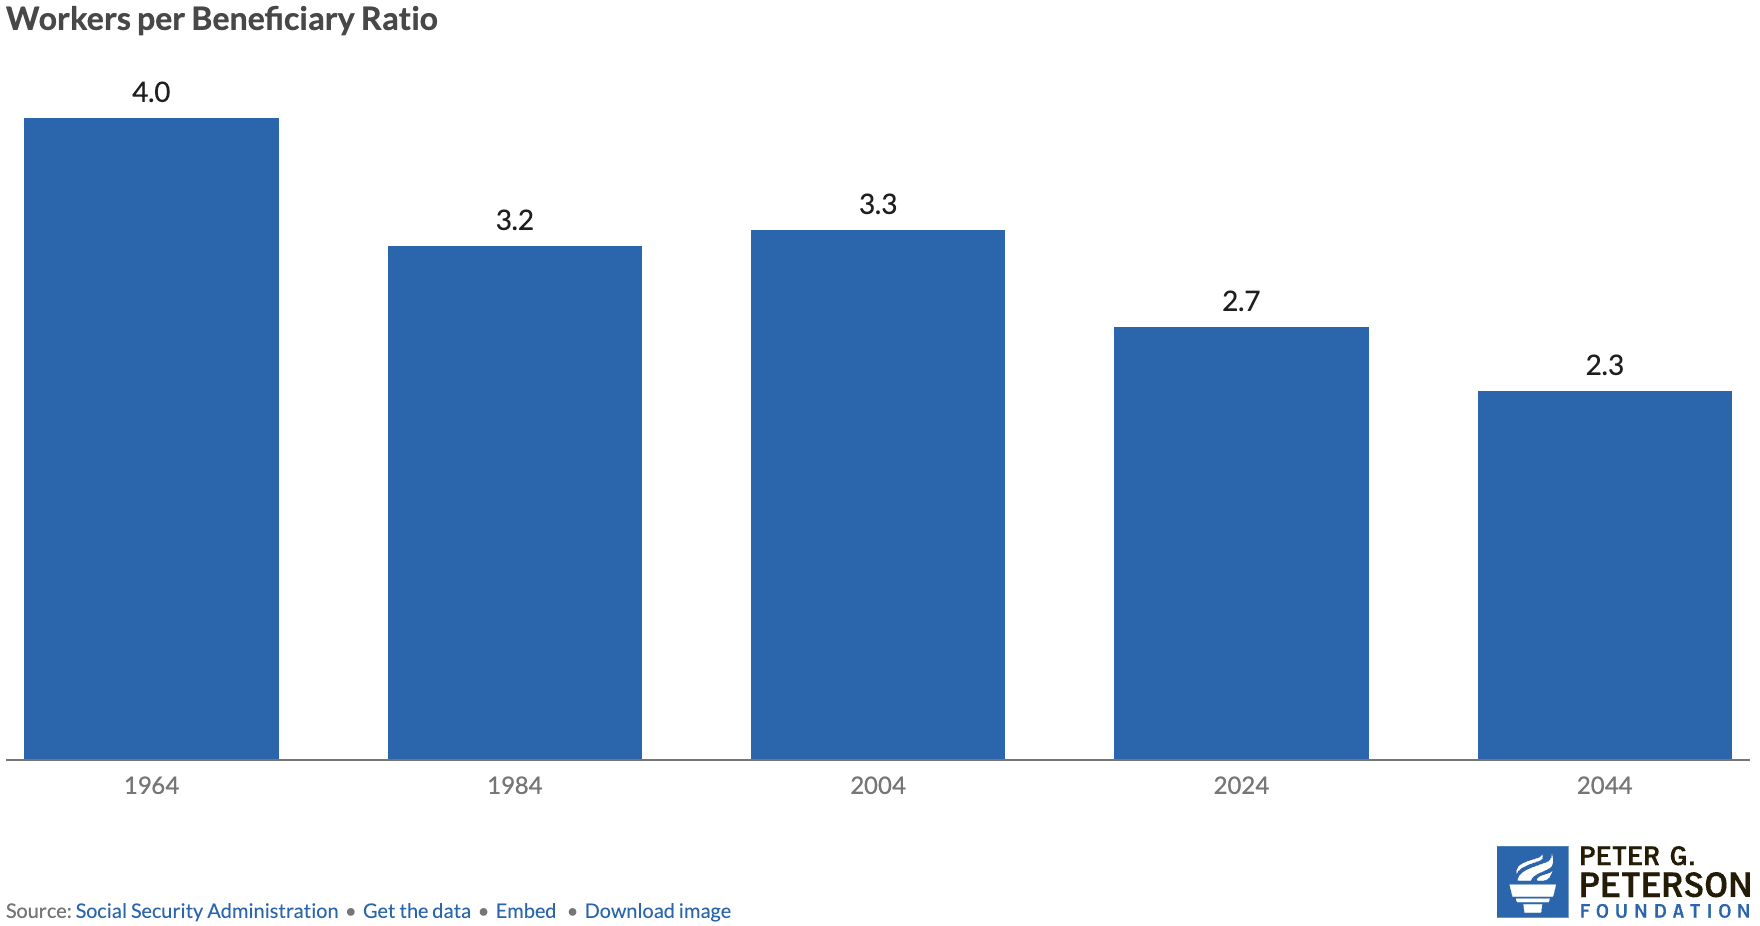 Workers per Beneficiary Ratio
4.0
3.2
3.3
2.7
2.3
1964
1984
2004
2024
2044
PETER G.
PETERSON
FOUNDATION
Source: Social Security Administration • Get the data • Embed • Download image